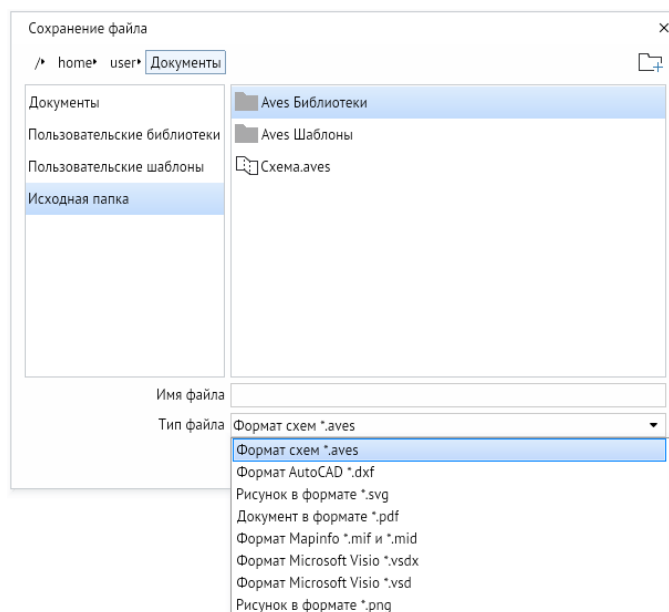 Сохранение файла
/ home user Документы
Документы
Пользовательские библиотеки
Пользовательские шаблоны
Исходная папка
Aves Библиотеки
Aves Шаблоны
Схема.aves
Имя файла
Тип файла Формат схем *.aves
Формат схем *.aves
Формат AutoCAD *.dxf
Рисунок в формате *.svg
Документ в формате *.pdf
Формат Mapinfo *.mif и *.mid
Формат Microsoft Visio *.vsdx
Формат Microsoft Visio *.vsd
Рисунок в формате *.png